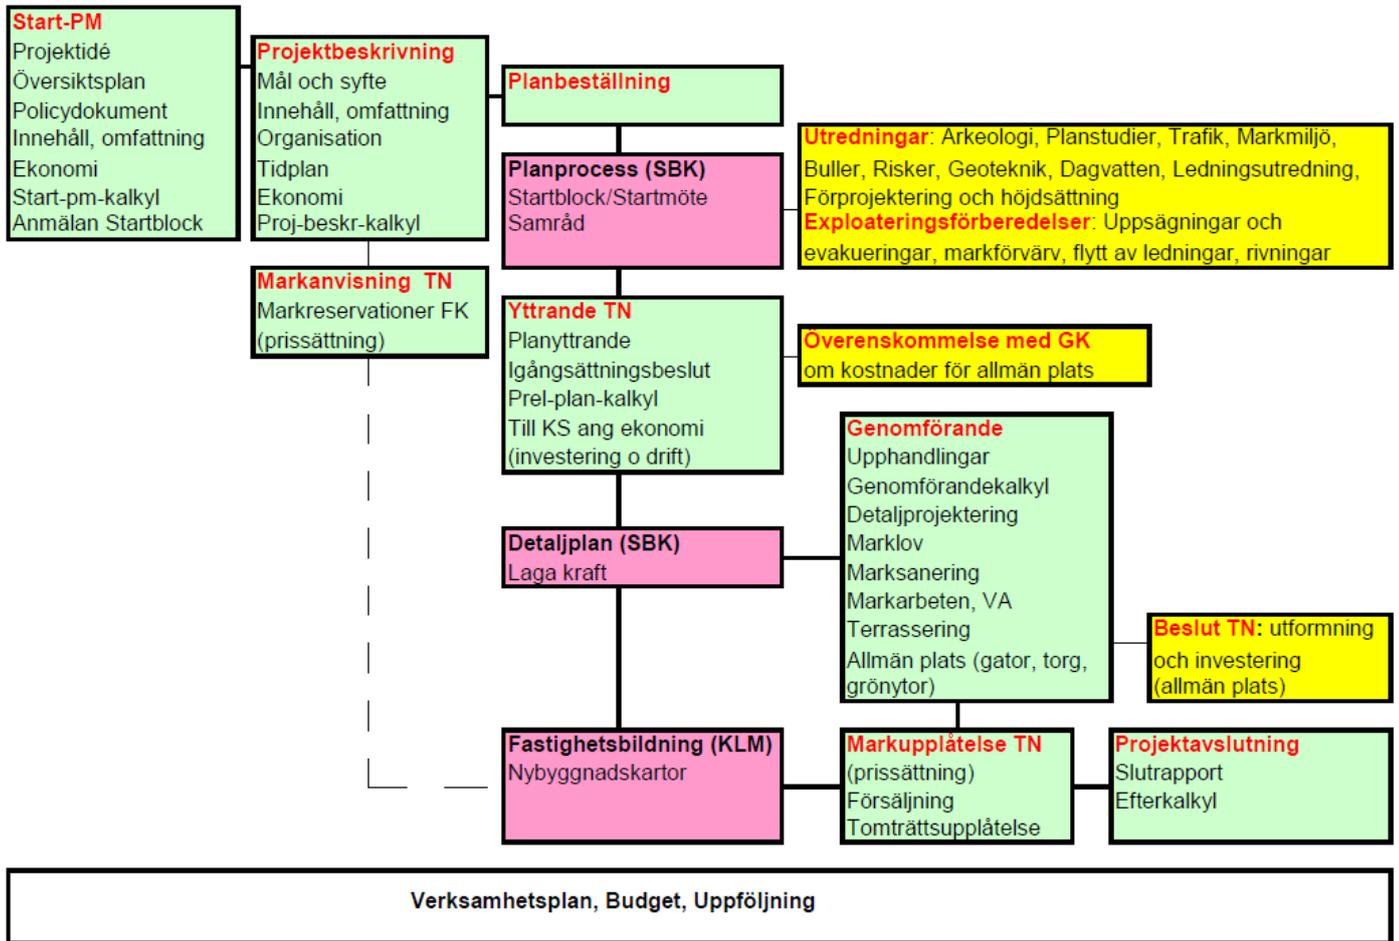 Start-PM
Projektidé
Översiktsplan
Policydokument
Innehåll, omfattning
Ekonomi
Start-pm-kalkyl
Anmälan Startblock
Projektbeskrivning
Mål och syfte
Innehåll, omfattning
Organisation
Tidplan
Ekonomi
Proj-beskr-kalkyl
Markanvisning TN
Markreservationer FK
(prissättning)
Planbeställning
Planprocess (SBK)
Startblock/Startmöte
Samråd
Utredningar: Arkeologi, Planstudier, Trafik, Markmiljö,
Buller, Risker, Geoteknik, Dagvatten, Ledningsutredning,
Förprojektering och höjdsättning
Exploateringsförberedelser: Uppsägningar och
evakueringar, markförvärv, flytt av ledningar, rivningar
Yttrande TN
Planyttrande
Igångsättningsbeslut
Prel-plan-kalkyl
Till KS ang ekonomi
(investering o drift)
Överenskommelse med GK
om kostnader för allmän plats
Detaljplan (SBK)
Laga kraft
Genomförande
Upphandlingar
Genomförandekalkyl
Detaljprojektering
Marklov
Marksanering
Markarbeten, VA
Terrassering
Allmän plats (gator, torg,
grönytor)
Beslut TN: utformning
och investering
(allmän plats)
Fastighetsbildning (KLM)
Nybyggnadskartor
Markupplåtelse TN
(prissättning)
Försäljning
Tomträttsupplåtelse
Projektavslutning
Slutrapport
Efterkalkyl
Verksamhetsplan, Budget, Uppföljning